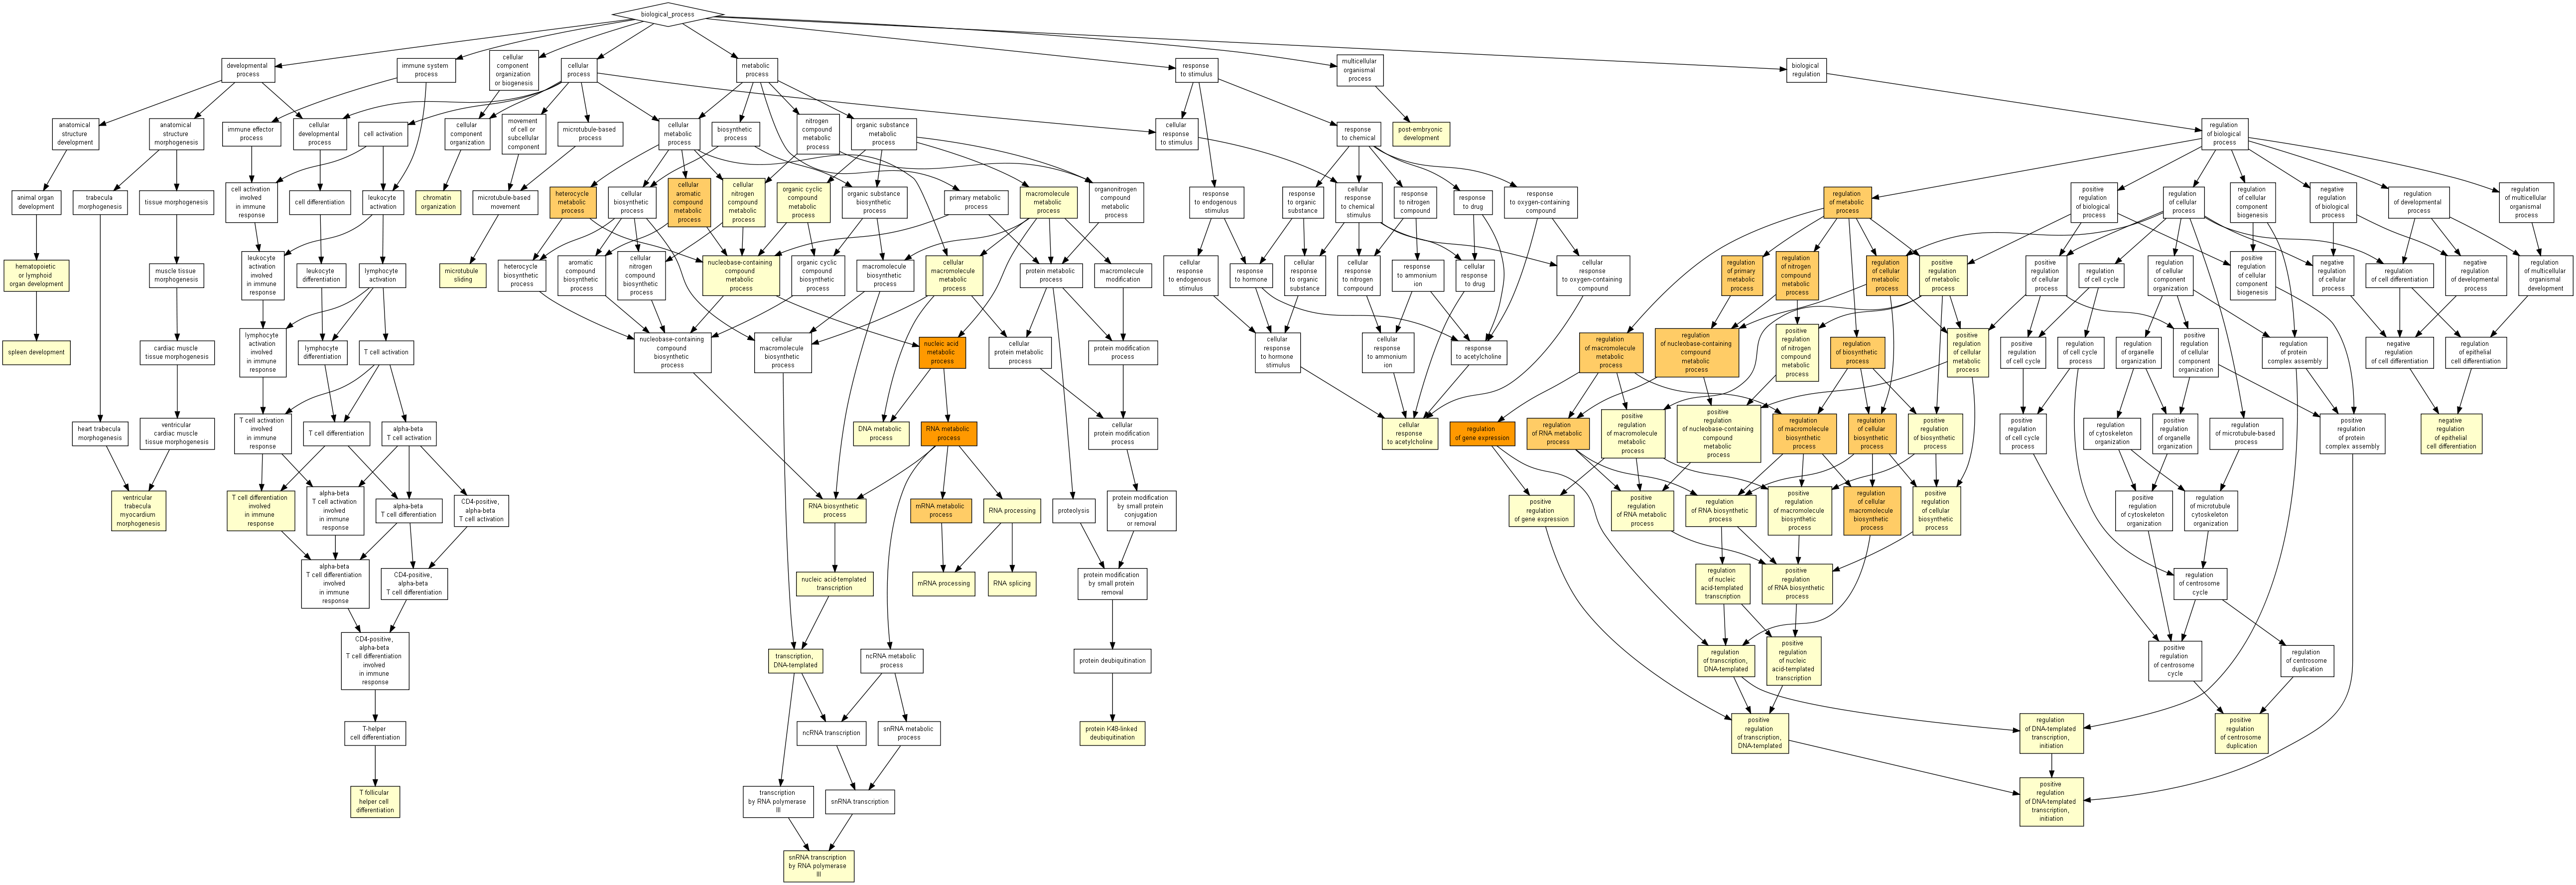 biological_process
developmental
process
immune system
process
cellular
component
organization
or biogenesis
cellular
process
metabolic
process
response
to stimulus
multicellular
organismal
process
biological
regulation
anatomical
structure
development
anatomical
structure
morphogenesis
immune effector
process
cellular
developmental
process
cell activation
cellular
component
organization
movement
of cell or
subcellular
component
microtubule-based
process
cellular
metabolic
process
biosynthetic
process
nitrogen
compound
metabolic
process
organic substance
metabolic
process
cellular
response
to stimulus
response
to chemical
post-embryonic
development
regulation
of biological
process
animal organ
development
trabecula
morphogenesis
tissue morphogenesis
cell activation
involved
in immune
response
cell differentiation
leukocyte
activation
chromatin
organization
microtubule-based
movement
heterocycle
metabolic
process
cellular
biosynthetic
process
cellular
aromatic
compound
metabolic
process
cellular
nitrogen
compound
metabolic
process
organic cyclic
compound
metabolic
process
organic substance
biosynthetic
process
primary metabolic
process
macromolecule
metabolic
process
organonitrogen
compound
metabolic
process
response
to endogenous
stimulus
response
to organic
substance
cellular
response
to chemical
stimulus
response
to nitrogen
compound
response
to drug
response
to oxygen-containing
compound
regulation
of metabolic
process
positive
regulation
of biological
process
regulation
of cellular
process
regulation
of cellular
component
biogenesis
negative
regulation
of biological
process
regulation
of developmental
process
regulation
of multicellular
organismal
process
hematopoietic
or lymphoid
organ development
muscle tissue
morphogenesis
leukocyte
activation
involved
in immune
response
leukocyte
differentiation
lymphocyte
activation
microtubule
sliding
heterocycle
biosynthetic
process
aromatic
compound
biosynthetic
process
cellular
nitrogen
compound
biosynthetic
process
nucleobase-containing
compound
metabolic
process
organic cyclic
compound
biosynthetic
process
macromolecule
biosynthetic
process
cellular
macromolecule
metabolic
process
protein metabolic
process
macromolecule
modification
cellular
response
to endogenous
stimulus
response
to hormone
cellular
response
to organic
substance
cellular
response
to nitrogen
compound
response
to ammonium
ion
cellular
response
to drug
cellular
response
to oxygen-containing
compound
regulation
of primary
metabolic
process
regulation
of nitrogen
compound
metabolic
process
regulation
of cellular
metabolic
process
positive
regulation
of metabolic
process
positive
regulation
of cellular
process
regulation
of cell cycle
regulation
of cellular
component
organization
positive
regulation
of cellular
component
biogenesis
negative
regulation
of cellular
process
regulation
of cell differentiation
negative
regulation
of developmental
process
regulation
of multicellular
organismal
development
spleen development
cardiac muscle
tissue morphogenesis
lymphocyte
activation
involved
in immune
response
lymphocyte
differentiation
T cell activation
nucleobase-containing
compound
biosynthetic
process
cellular
macromolecule
biosynthetic
process
nucleic acid
metabolic
process
cellular
protein metabolic
process
protein modification
process
cellular
response
to hormone
stimulus
cellular
response
to ammonium
ion
response
to acetylcholine
regulation
of macromolecule
metabolic
process
regulation
of nucleobase-containing
compound
metabolic
process
positive
regulation
of nitrogen
compound
metabolic
process
regulation
of biosynthetic
process
positive
regulation
of cellular
metabolic
process
positive
regulation
of cell cycle
regulation
of cell cycle
process
regulation
of organelle
organization
positive
regulation
of cellular
component
organization
regulation
of protein
complex assembly
negative
regulation
of cell differentiation
regulation
of epithelial
cell differentiation
heart trabecula
morphogenesis
ventricular
cardiac muscle
tissue morphogenesis
T cell activation
involved
in immune
response
T cell differentiation
alpha-beta
T cell activation
DNA metabolic
process
RNA metabolic
process
cellular
protein modification
process
cellular
response
to acetylcholine
regulation
of gene expression
regulation
of RNA metabolic
process
positive
regulation
of macromolecule
metabolic
process
positive
regulation
of nucleobase-containing
compound
metabolic
process
regulation
of macromolecule
biosynthetic
process
regulation
of cellular
biosynthetic
process
positive
regulation
of biosynthetic
process
positive
regulation
of cell cycle
process
regulation
of cytoskeleton
organization
positive
regulation
of organelle
organization
regulation
of microtubule-based
process
positive
regulation
of protein
complex assembly
negative
regulation
of epithelial
cell differentiation
ventricular
trabecula
myocardium
morphogenesis
T cell differentiation
involved
in immune
response
alpha-beta
T cell activation
involved
in immune
response
alpha-beta
T cell differentiation
CD4-positive,
alpha-beta
T cell activation
RNA biosynthetic
process
mRNA metabolic
process
RNA processing
proteolysis
protein modification
by small protein
conjugation
or removal
positive
regulation
of gene expression
positive
regulation
of RNA metabolic
process
regulation
of RNA biosynthetic
process
positive
regulation
of macromolecule
biosynthetic
process
regulation
of cellular
macromolecule
biosynthetic
process
positive
regulation
of cellular
biosynthetic
process
positive
regulation
of cytoskeleton
organization
regulation
of microtubule
cytoskeleton
organization
alpha-beta
T cell differentiation
involved
in immune
response
CD4-positive,
alpha-beta
T cell differentiation
nucleic acid-templated
transcription
mRNA processing
RNA splicing
protein modification
by small protein
removal
regulation
of nucleic
acid-templated
transcription
positive
regulation
of RNA biosynthetic
process
regulation
of centrosome
cycle
CD4-positive,
alpha-beta
T cell differentiation
involved
in immune
response
transcription,
DNA-templated
ncRNA metabolic
process
protein deubiquitination
regulation
of transcription,
DNA-templated
positive
regulation
of nucleic
acid-templated
transcription
positive
regulation
of centrosome
cycle
regulation
of centrosome
duplication
T-helper
cell differentiation
ncRNA transcription
snRNA metabolic
process
protein K48-linked
deubiquitination
positive
regulation
of transcription,
DNA-templated
regulation
of DNA-templated
transcription,
initiation
positive
regulation
of centrosome
duplication
T follicular
helper cell
differentiation
transcription
by RNA polymerase
III
snRNA transcription
positive
regulation
of DNA-templated
transcription,
initiation
snRNA transcription
by RNA polymerase
III